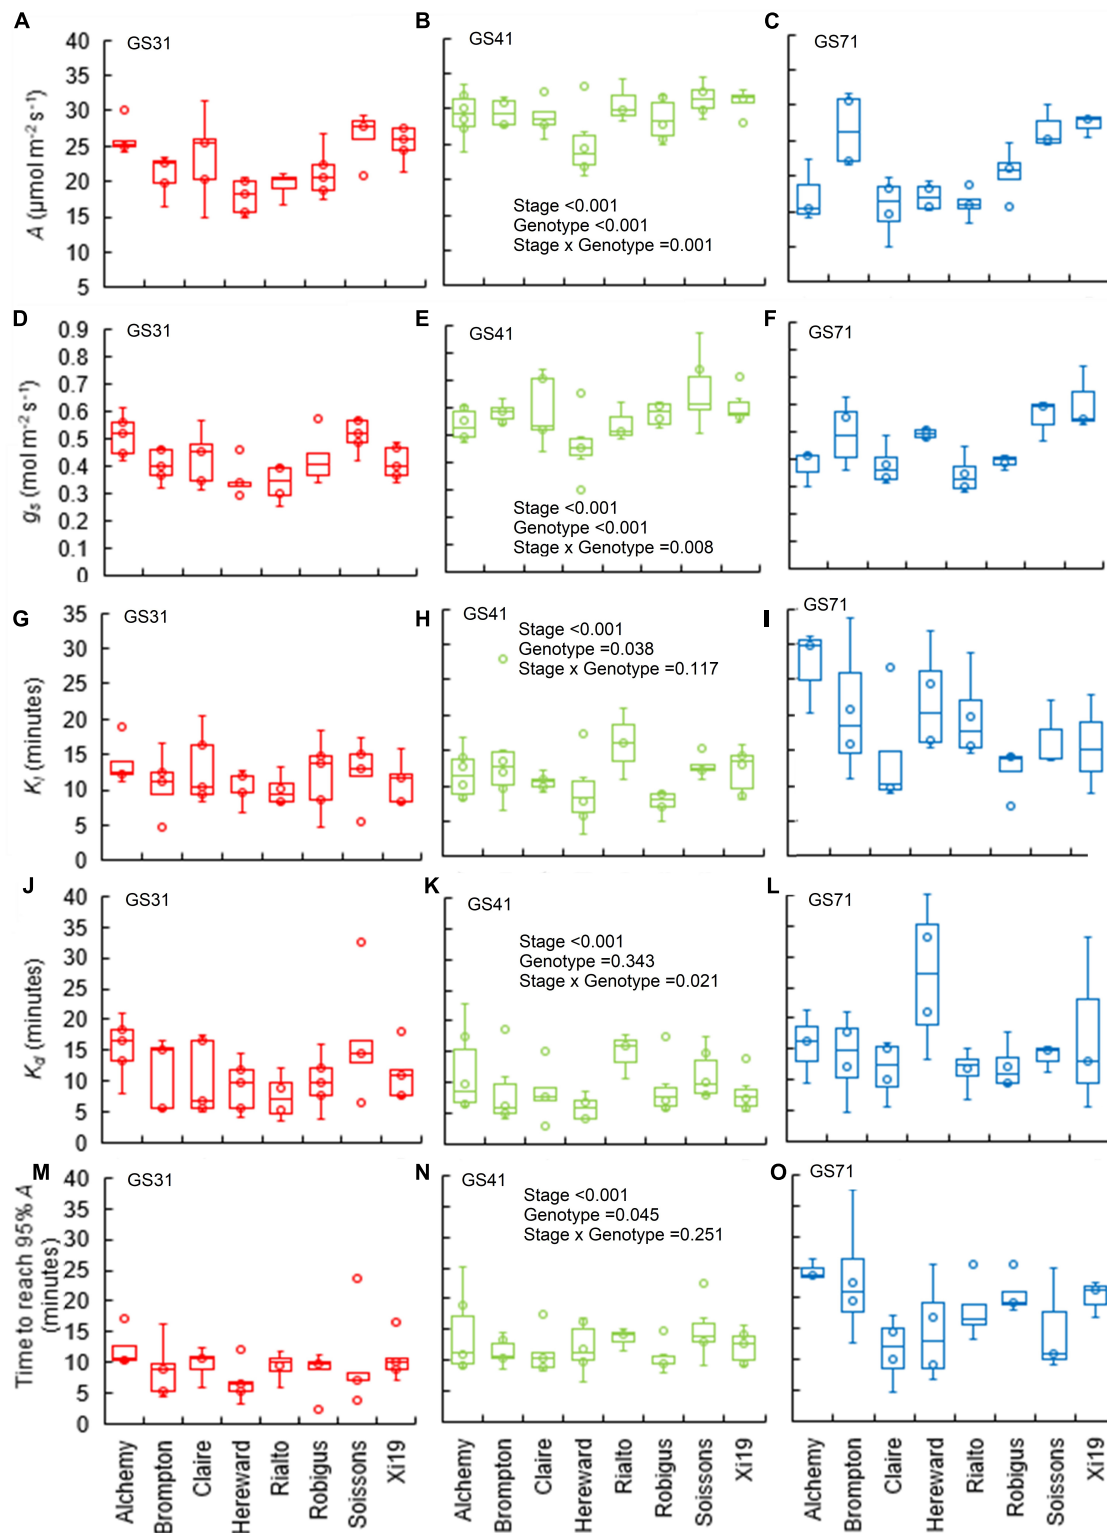 A
GS31
40
35
30
25
20
15
10
5
A (µmol m⁻² s⁻¹)
B
GS41
Stage <0.001
Genotype <0.001
Stage x Genotype =0.001
C
GS71
D
GS31
0.9
0.8
0.7
0.6
0.5
0.4
0.3
0.2
0.1
0
gs (mol m⁻² s⁻¹)
E
GS41
Stage <0.001
Genotype <0.001
Stage x Genotype =0.008
F
GS71
G
GS31
35
30
25
20
15
10
5
0
Ki (minutes)
H
GS41
Stage <0.001
Genotype =0.038
Stage x Genotype =0.117
I
GS71
J
GS31
40
35
30
25
20
15
10
5
0
Kd (minutes)
K
GS41
Stage <0.001
Genotype =0.343
Stage x Genotype =0.021
L
GS71
M
GS31
40
35
30
25
20
15
10
5
0
Time to reach 95% A
(minutes)
N
GS41
Stage <0.001
Genotype =0.045
Stage x Genotype =0.251
O
GS71
Alchemy
Brompton
Claire
Hereward
Rialto
Robigus
Soissons
Xi19
Alchemy
Brompton
Claire
Hereward
Rialto
Robigus
Soissons
Xi19
Alchemy
Brompton
Claire
Hereward
Rialto
Robigus
Soissons
Xi19